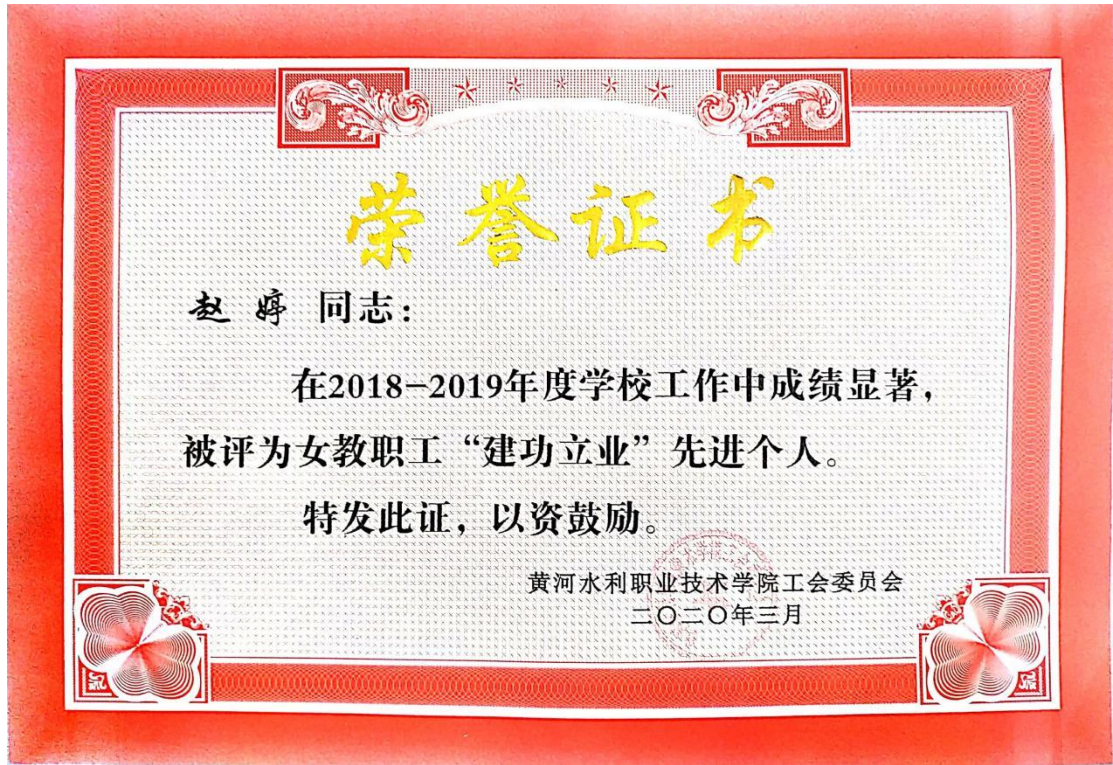 荣誉证书
赵婷 同志：
在2018-2019年度学校工作中成绩显著，
被评为女教职工“建功立业”先进个人。
特发此证，以资鼓励。
黄河水利职业技术学院工会委员会
二〇二〇年三月